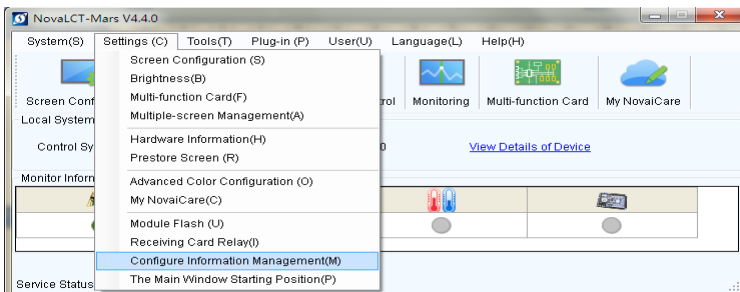 NovaLCT-Mars V4.4.0
System(S) Settings (C) Tools(T) Plug-in (P) User(U) Language(L) Help(H)
Screen Configuration (S)
Brightness(B)
Multi-function Card(F)
Multiple-screen Management(A)
Hardware Information(H)
Prestore Screen (R)
Advanced Color Configuration (O)
My NovaiCare(C)
Module Flash (U)
Receiving Card Relay(I)
Configure Information Management(M)
The Main Window Starting Position(P)
Screen Conf rol Monitoring Multi-function Card My NovaiCare
Local System
Control Sy 0 View Details of Device
Monitor Inforn
Service Status